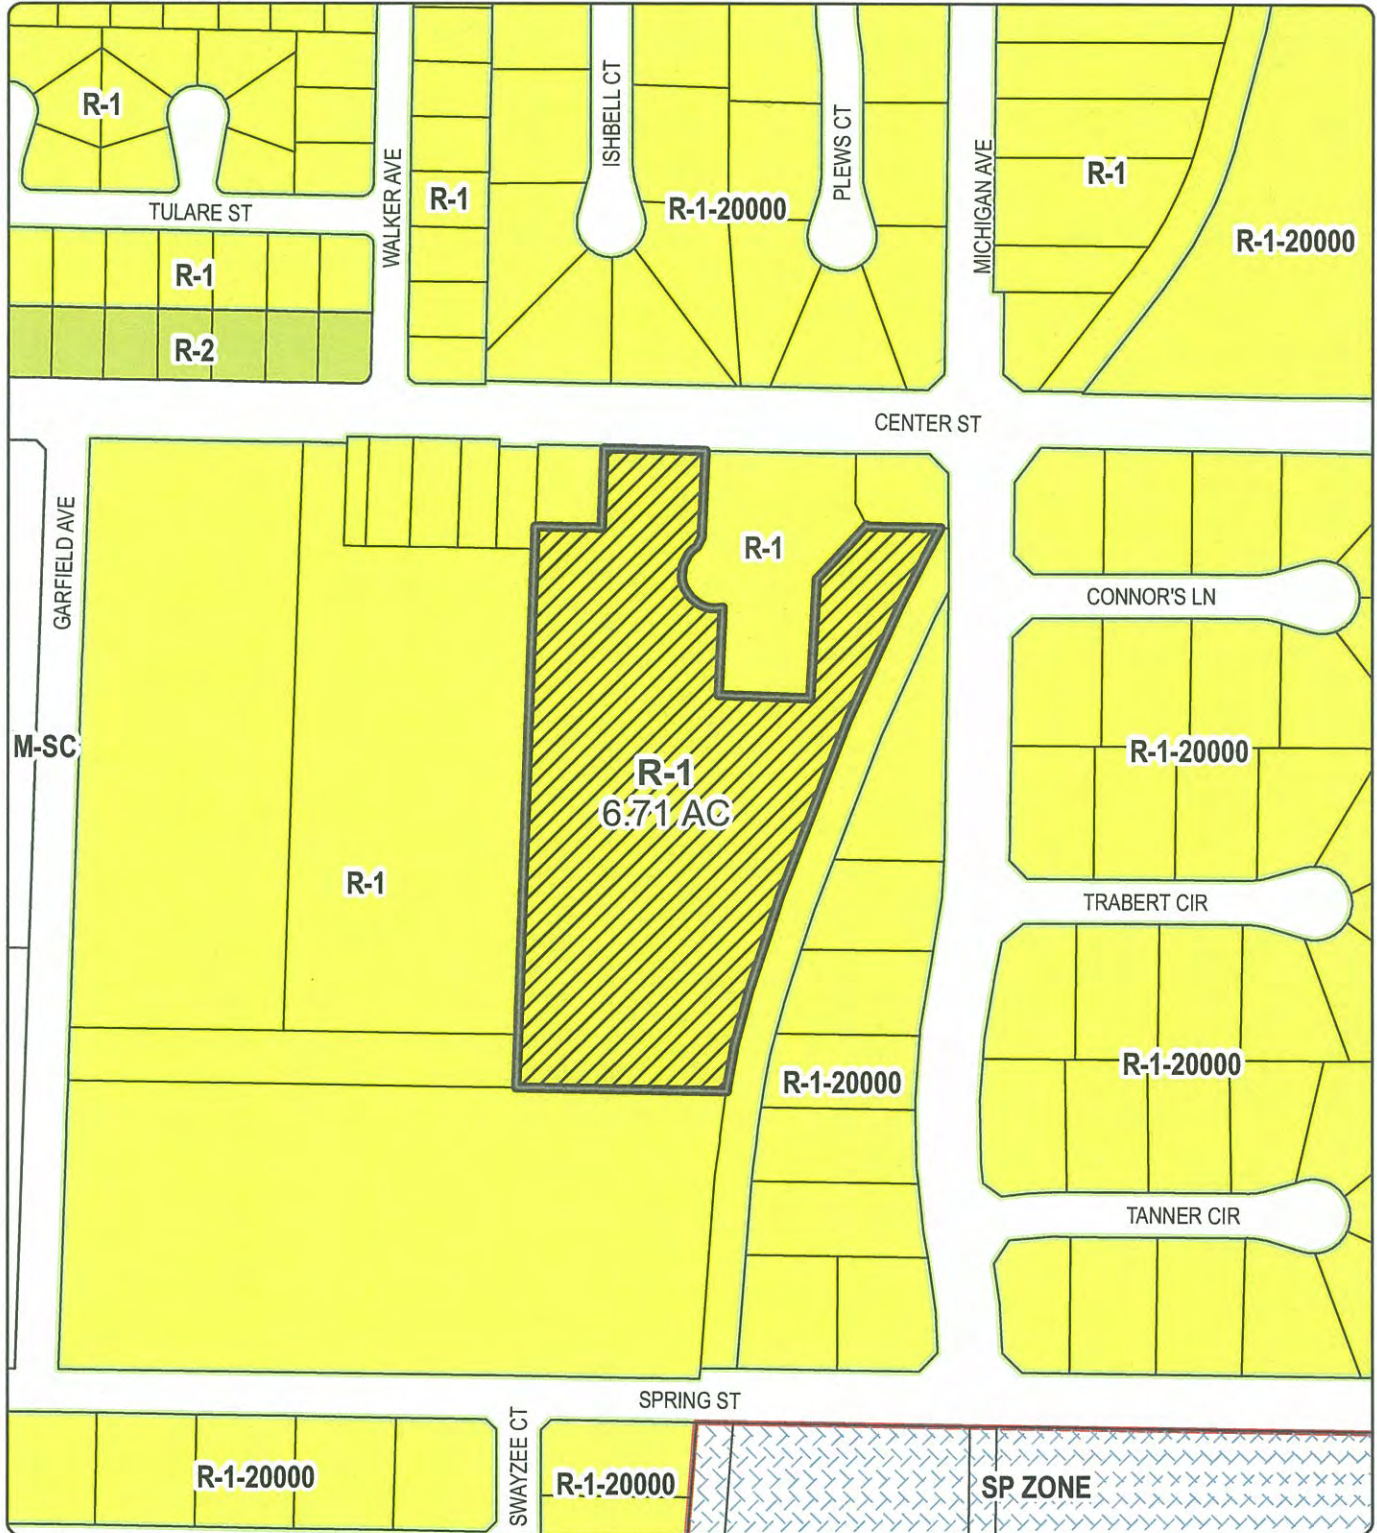 R-1
ISHBELL CT
PLEWS CT
WALKER AVE
MICHIGAN AVE
R-1
R-1
R-1-20000
TULARE ST
R-1-20000
R-1
R-2
CENTER ST
GARFIELD AVE
R-1
CONNOR'S LN
M-SC
R-1-20000
R-1
6.71 AC
R-1
TRABERT CIR
R-1-20000
R-1-20000
TANNER CIR
SPRING ST
SWAYZEE CT
R-1-20000
R-1-20000
SP ZONE